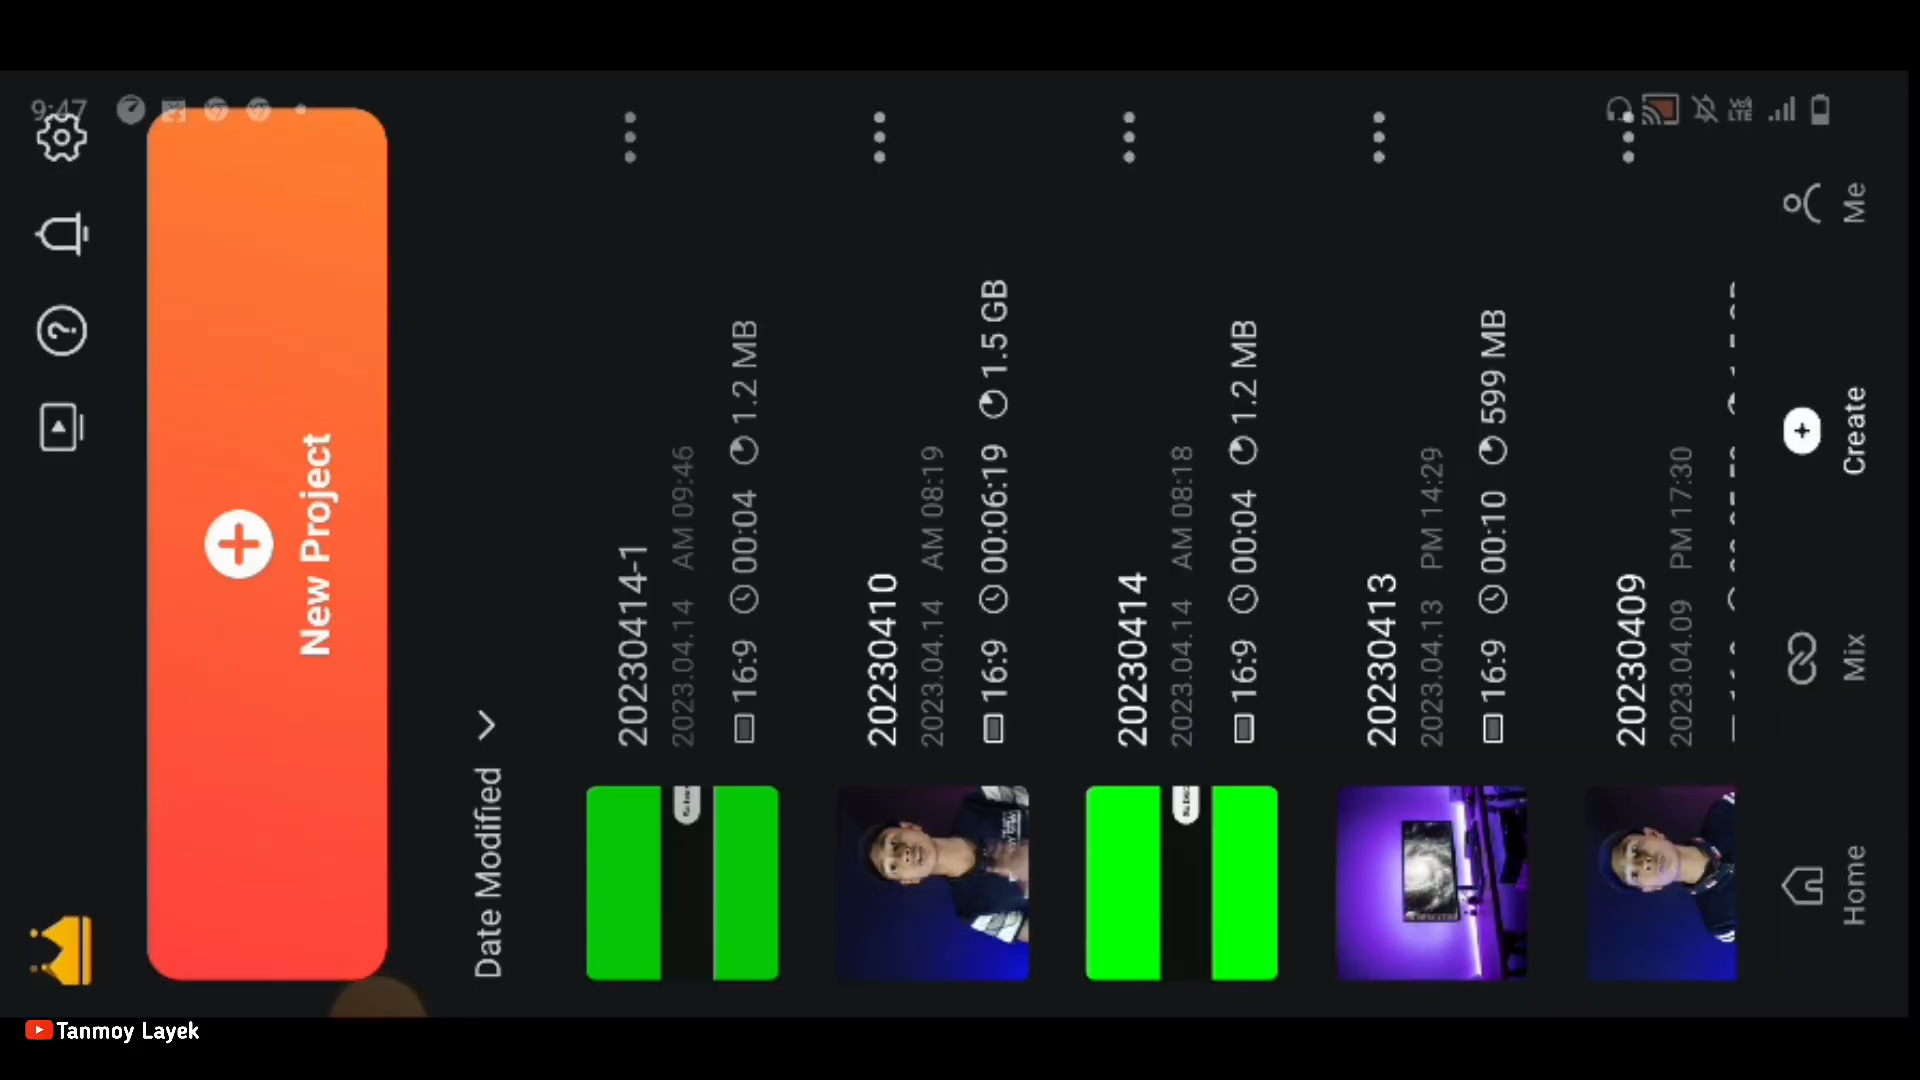 9:47
VoLTE
New Project
Date Modified
20230414-1
2023.04.14 AM 09:46
16:9 00:04 1.2 MB
20230410
2023.04.14 AM 08:19
16:9 00:06:19 1.5 GB
20230414
2023.04.14 AM 08:18
16:9 00:04 1.2 MB
20230413
2023.04.13 PM 14:29
16:9 00:10 599 MB
20230409
2023.04.09 PM 17:30
Home
Mix
Create
Me
Tanmoy Layek